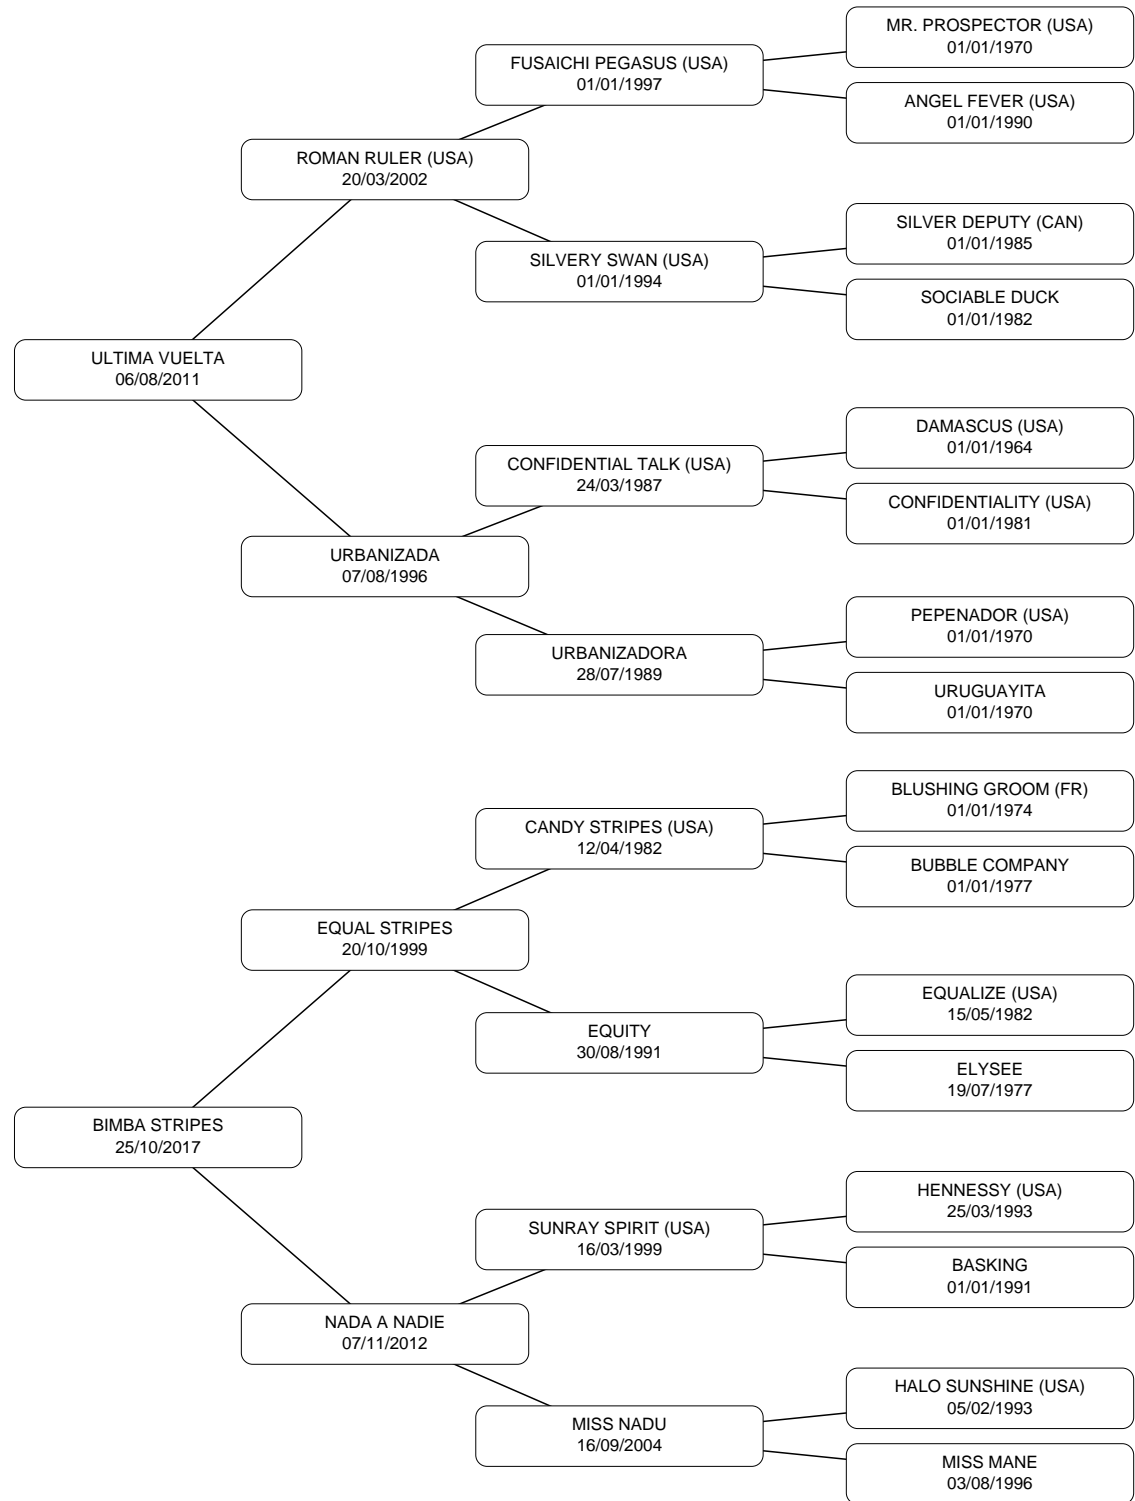 MR. PROSPECTOR (USA)
01/01/1970
FUSAICHI PEGASUS (USA)
01/01/1997
ANGEL FEVER (USA)
01/01/1990
ROMAN RULER (USA)
20/03/2002
SILVER DEPUTY (CAN)
01/01/1985
SILVERY SWAN (USA)
01/01/1994
SOCIABLE DUCK
01/01/1982
ULTIMA VUELTA
06/08/2011
DAMASCUS (USA)
01/01/1964
CONFIDENTIAL TALK (USA)
24/03/1987
CONFIDENTIALITY (USA)
01/01/1981
URBANIZADA
07/08/1996
PEPENADOR (USA)
01/01/1970
URBANIZADORA
28/07/1989
URUGUAYITA
01/01/1970
BLUSHING GROOM (FR)
01/01/1974
CANDY STRIPES (USA)
12/04/1982
BUBBLE COMPANY
01/01/1977
EQUAL STRIPES
20/10/1999
EQUALIZE (USA)
15/05/1982
EQUITY
30/08/1991
ELYSEE
19/07/1977
BIMBA STRIPES
25/10/2017
HENNESSY (USA)
25/03/1993
SUNRAY SPIRIT (USA)
16/03/1999
BASKING
01/01/1991
NADA A NADIE
07/11/2012
HALO SUNSHINE (USA)
05/02/1993
MISS NADU
16/09/2004
MISS MANE
03/08/1996